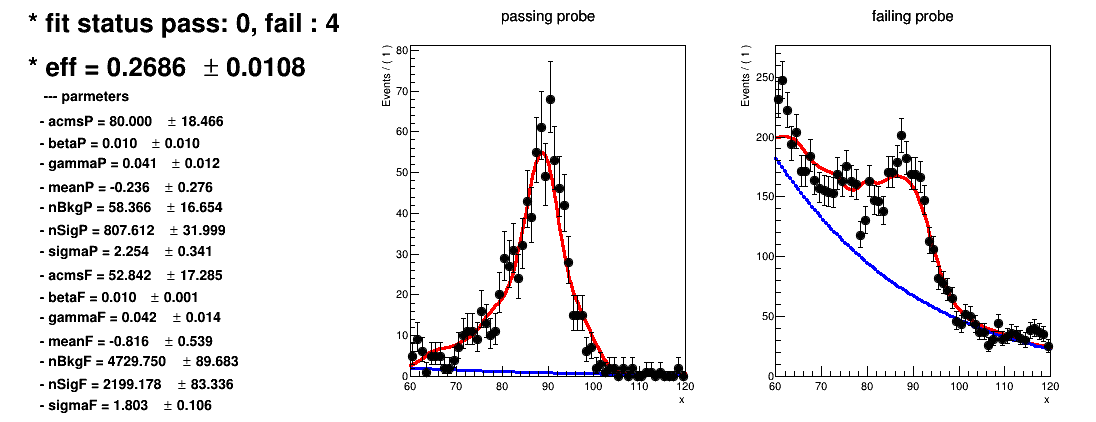 * fit status pass: 0, fail : 4
* eff = 0.2686 ± 0.0108
--- parmeters
- acmsP = 80.000 ± 18.466
- betaP = 0.010 ± 0.010
- gammaP = 0.041 ± 0.012
- meanP = -0.236 ± 0.276
- nBkgP = 58.366 ± 16.654
- nSigP = 807.612 ± 31.999
- sigmaP = 2.254 ± 0.341
- acmsF = 52.842 ± 17.285
- betaF = 0.010 ± 0.001
- gammaF = 0.042 ± 0.014
- meanF = -0.816 ± 0.539
- nBkgF = 4729.750 ± 89.683
- nSigF = 2199.178 ± 83.336
- sigmaF = 1.803 ± 0.106
passing probe
Events / ( 1 )
80
70
60
50
40
30
20
10
0
60 70 80 90 100 110 120
x
failing probe
Events / ( 1 )
250
200
150
100
50
0
60 70 80 90 100 110 120
x